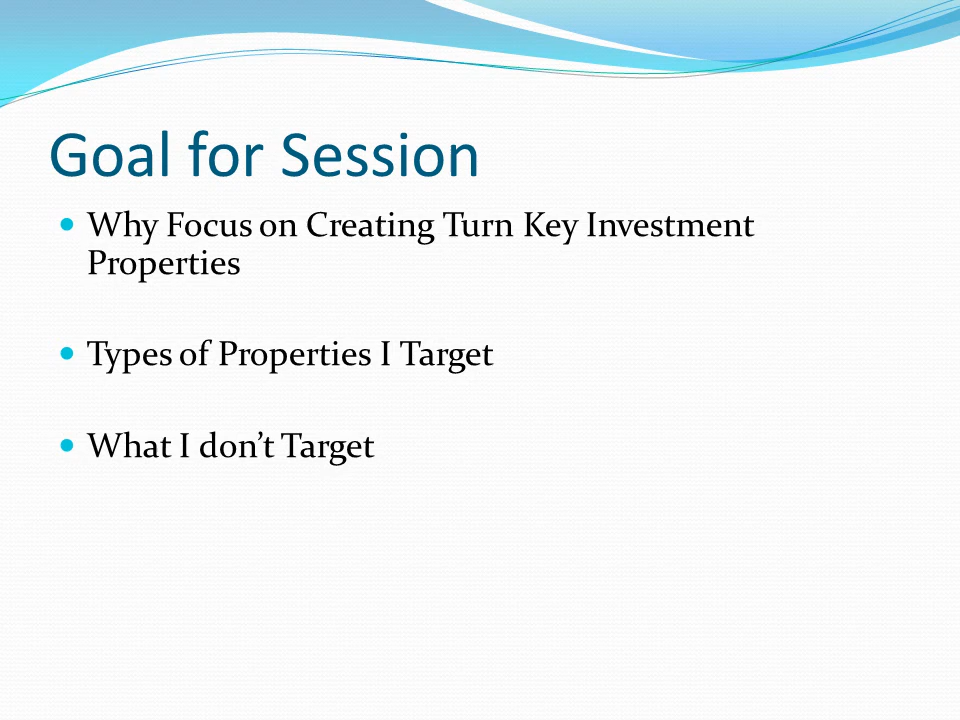 Goal for Session
Why Focus on Creating Turn Key Investment
Properties
Types of Properties I Target
What I don’t Target